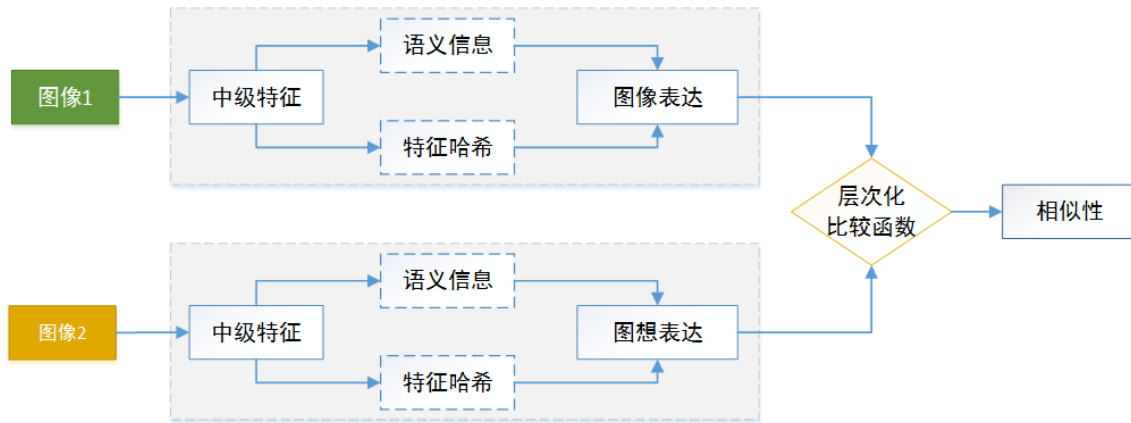 语义信息
图像1
中级特征
图像表达
特征哈希
层次化
比较函数
相似性
语义信息
图像2
中级特征
图想表达
特征哈希